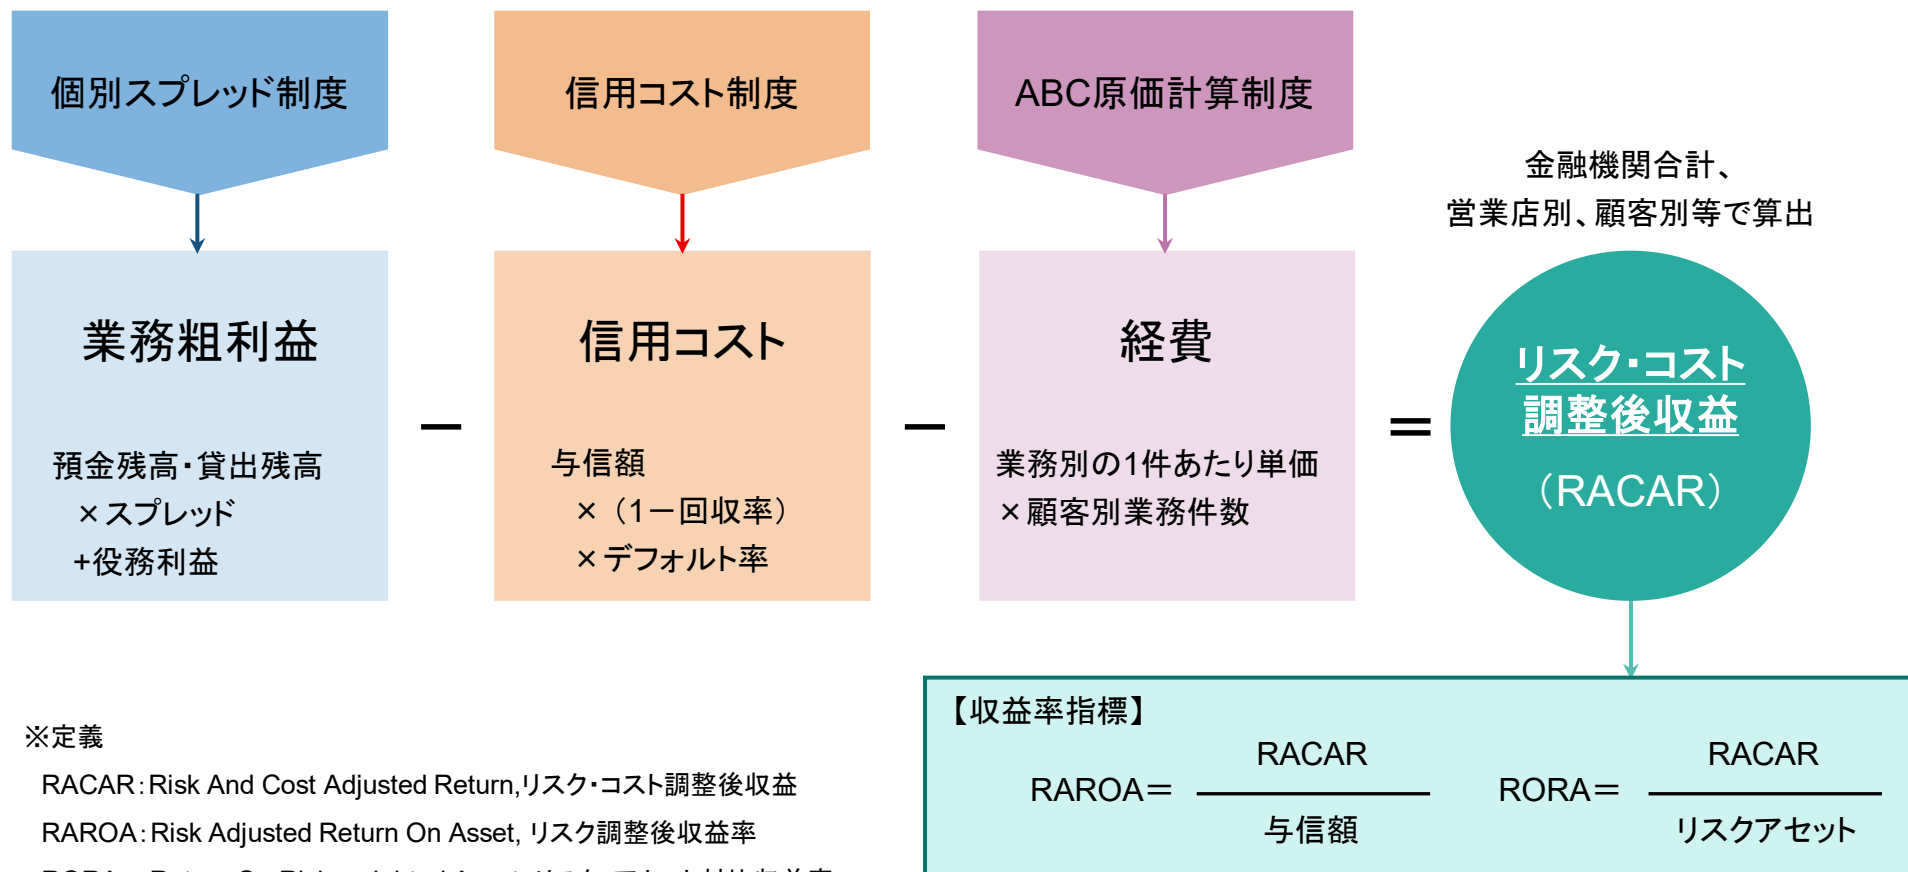 個別スプレッド制度
信用コスト制度
ABC原価計算制度
金融機関合計、
営業店別、顧客別等で算出
業務粗利益
預金残高・貸出残高
×スプレッド
+役務利益
－
信用コスト
与信額
×（1－回収率）
×デフォルト率
－
経費
業務別の1件あたり単価
×顧客別業務件数
＝
リスク・コスト
調整後収益
（RACAR）
【収益率指標】
RAROA＝
RACAR
与信額
RORA＝
RACAR
リスクアセット
※定義
RACAR：Risk And Cost Adjusted Return,リスク・コスト調整後収益
RAROA：Risk Adjusted Return On Asset, リスク調整後収益率